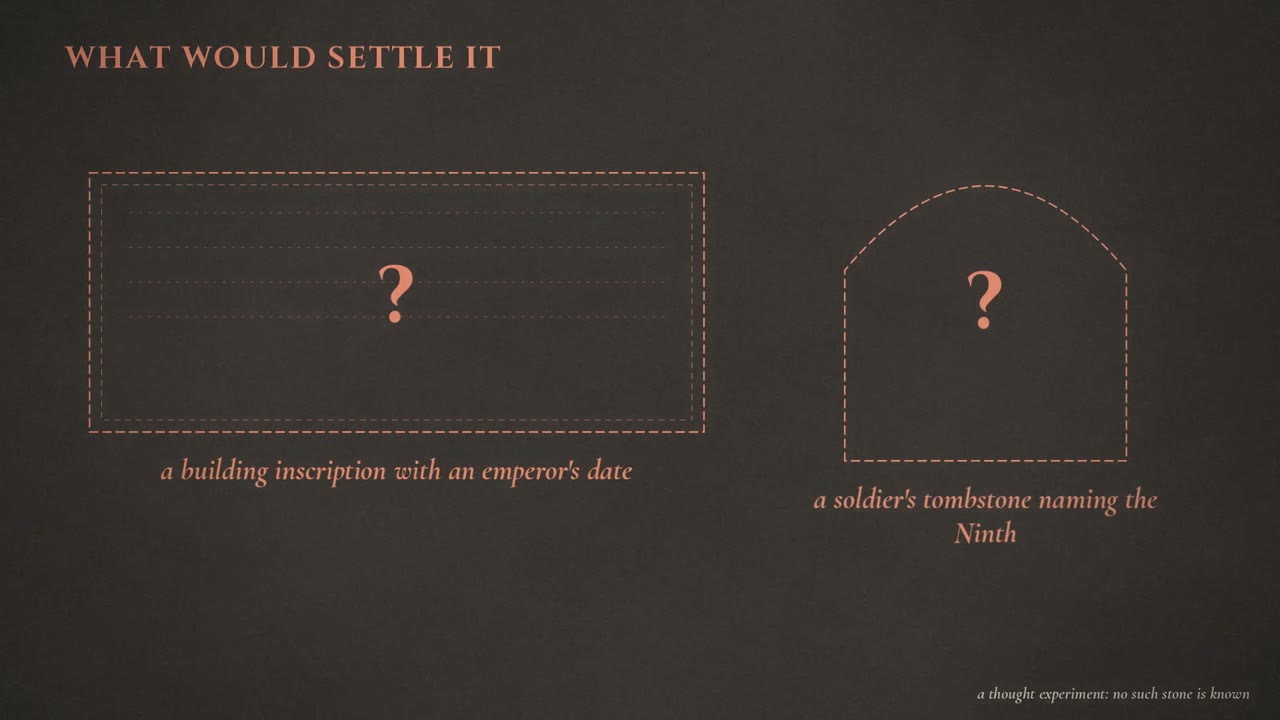 WHAT WOULD SETTLE IT
?
?
a building inscription with an emperor's date
a soldier's tombstone naming the
Ninth
a thought experiment: no such stone is known